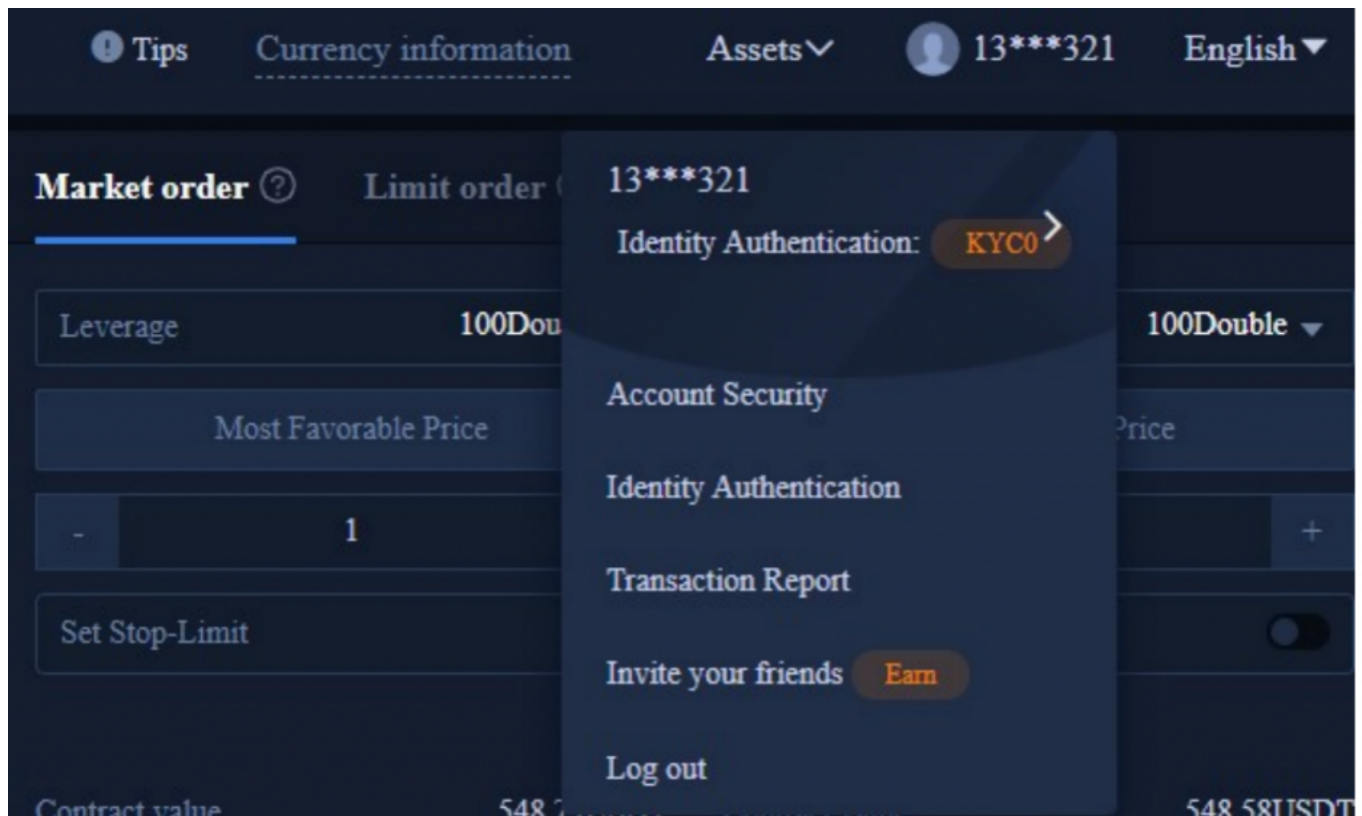 Tips Currency information Assets 13***321 English
Market order Limit order
13***321
Identity Authentication: KYC0
Leverage 100Dou 100Double
Account Security
Most Favorable Price Price
Identity Authentication
- 1 +
Transaction Report
Set Stop-Limit
Invite your friends Earn
Log out
Contract value 548. 548.58USDT